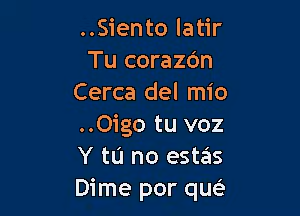 ..Siento latir
Tu corazón
Cerca del mio
..Oigo tu voz
Y tú no estás
Dime por qué